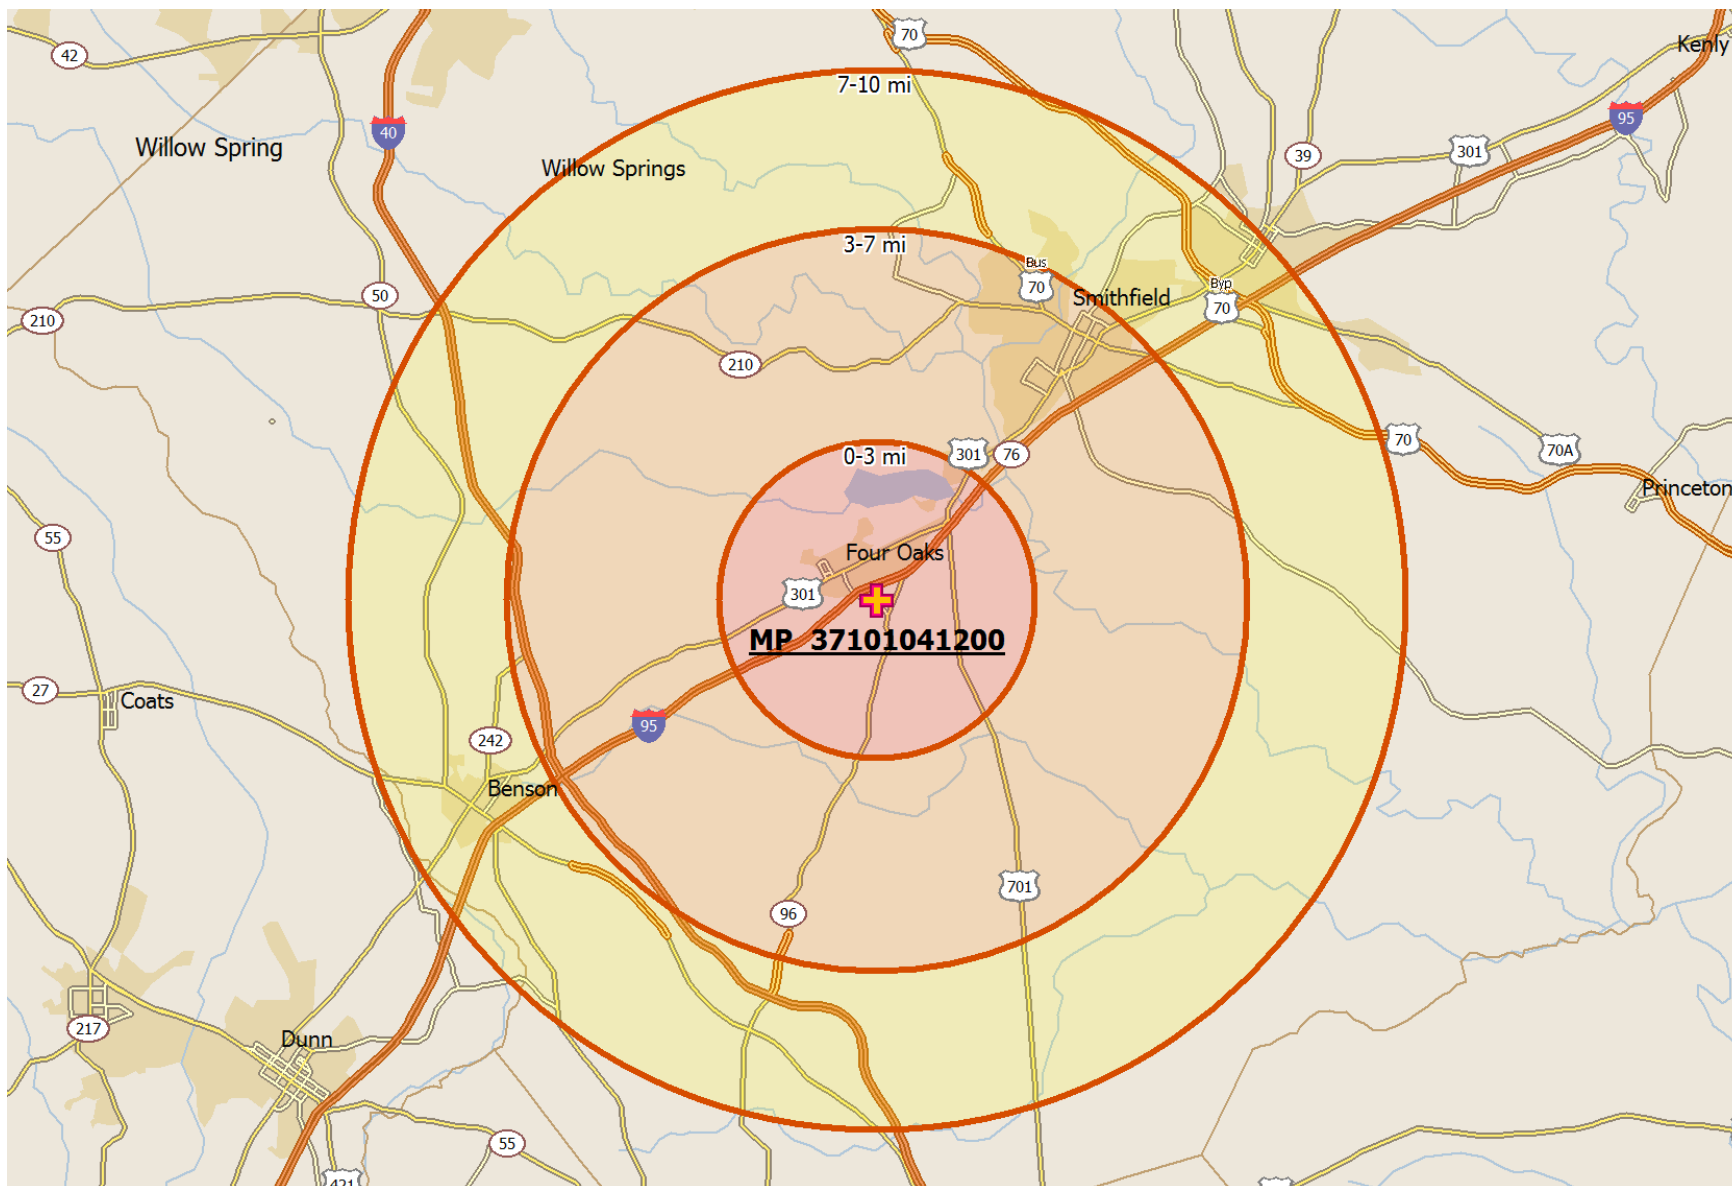 70
Kenly
42
7-10 mi
95
40
Willow Spring
301
39
Willow Springs
3-7 mi
Bus
70
Byp
70
50
Smithfield
210
210
70
70A
301
76
0-3 mi
Princeton
55
Four Oaks
301
MP 37101041200
27
Coats
95
242
Benson
701
96
217
Dunn
55
421